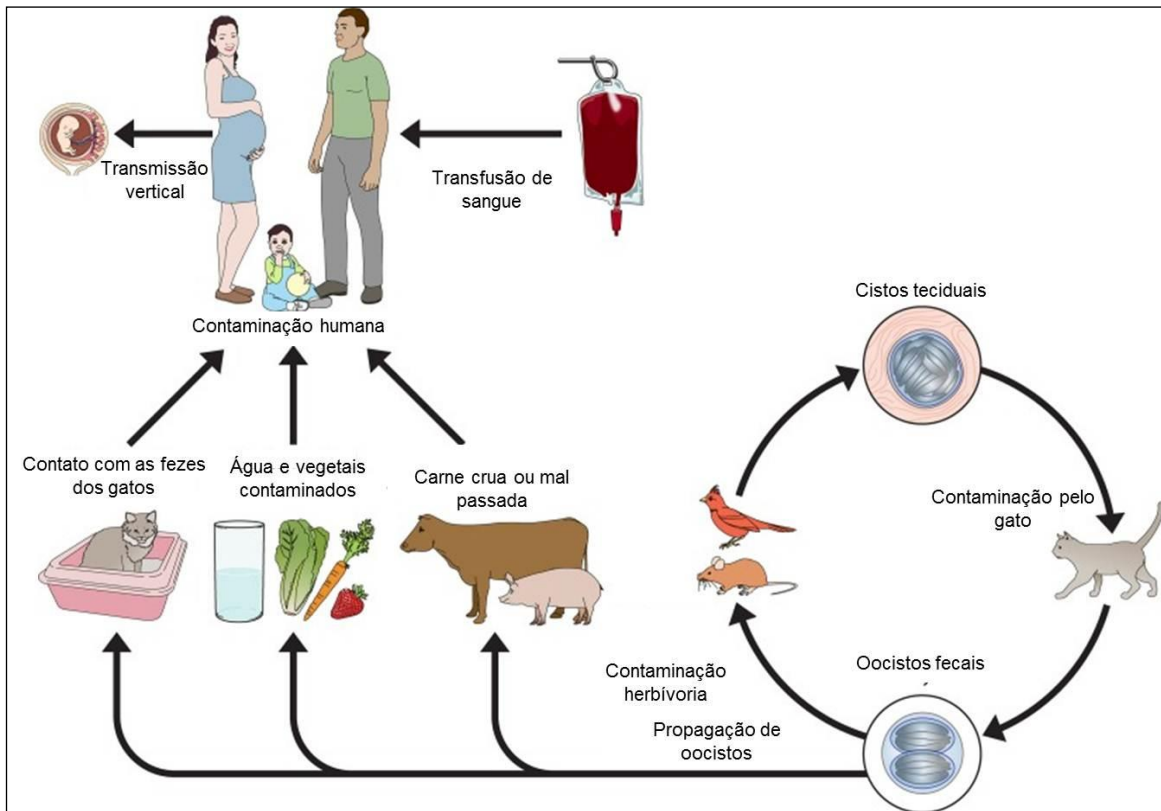 Transmissão
vertical
Transfusão de
sangue
Contaminação humana
Contato com as fezes
dos gatos
Água e vegetais
contaminados
Carne crua ou mal
passada
Cistos teciduais
Contaminação pelo
gato
Oocistos fecais
Contaminação
herbívoria
Propagação de
oocistos